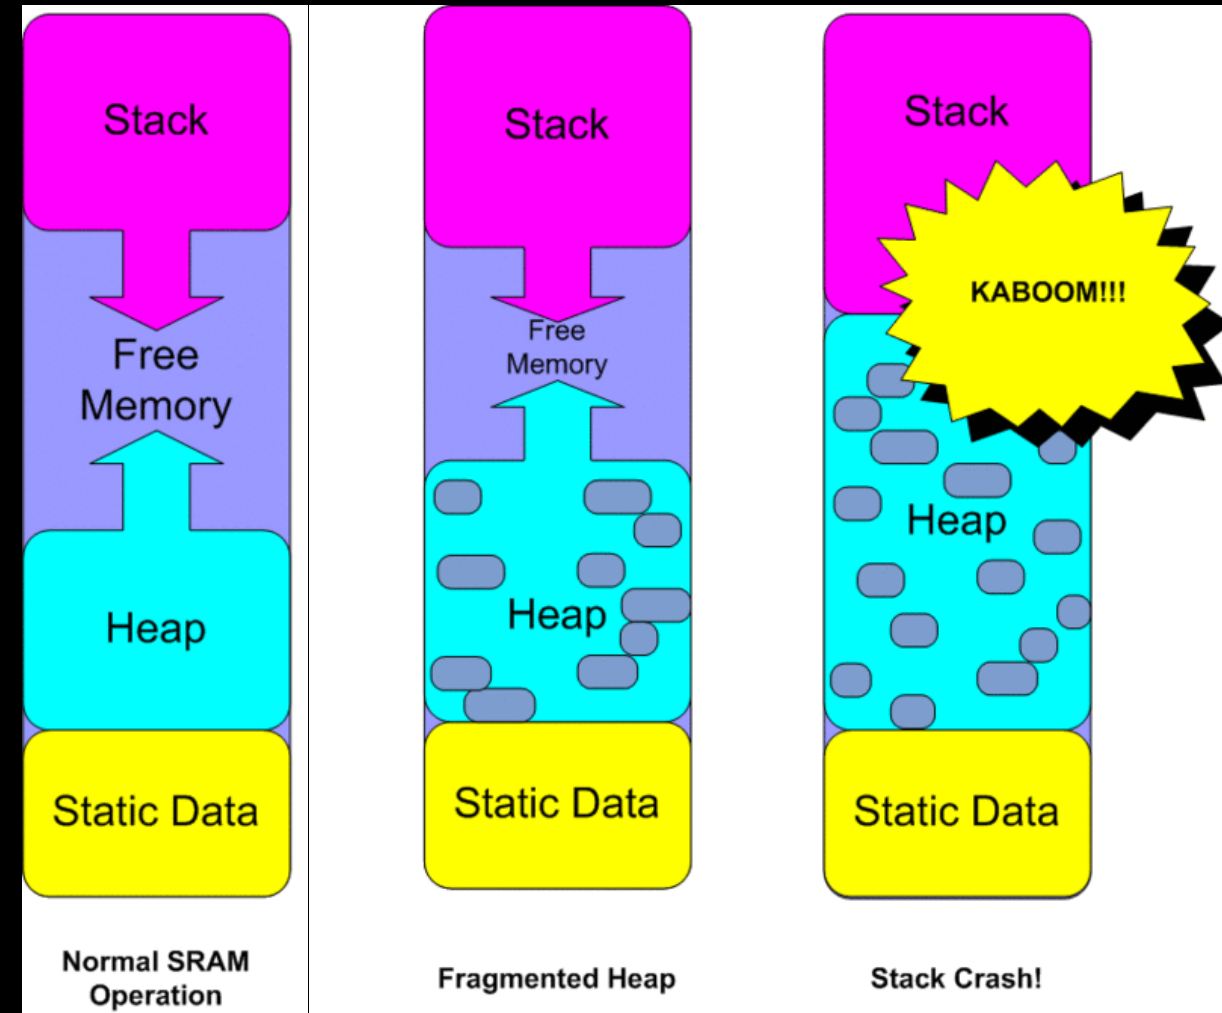 Stack
Free
Memory
Heap
Static Data
Normal SRAM
Operation
Stack
Free
Memory
Heap
Static Data
Fragmented Heap
Stack
KABOOM!!!
Heap
Static Data
Stack Crash!